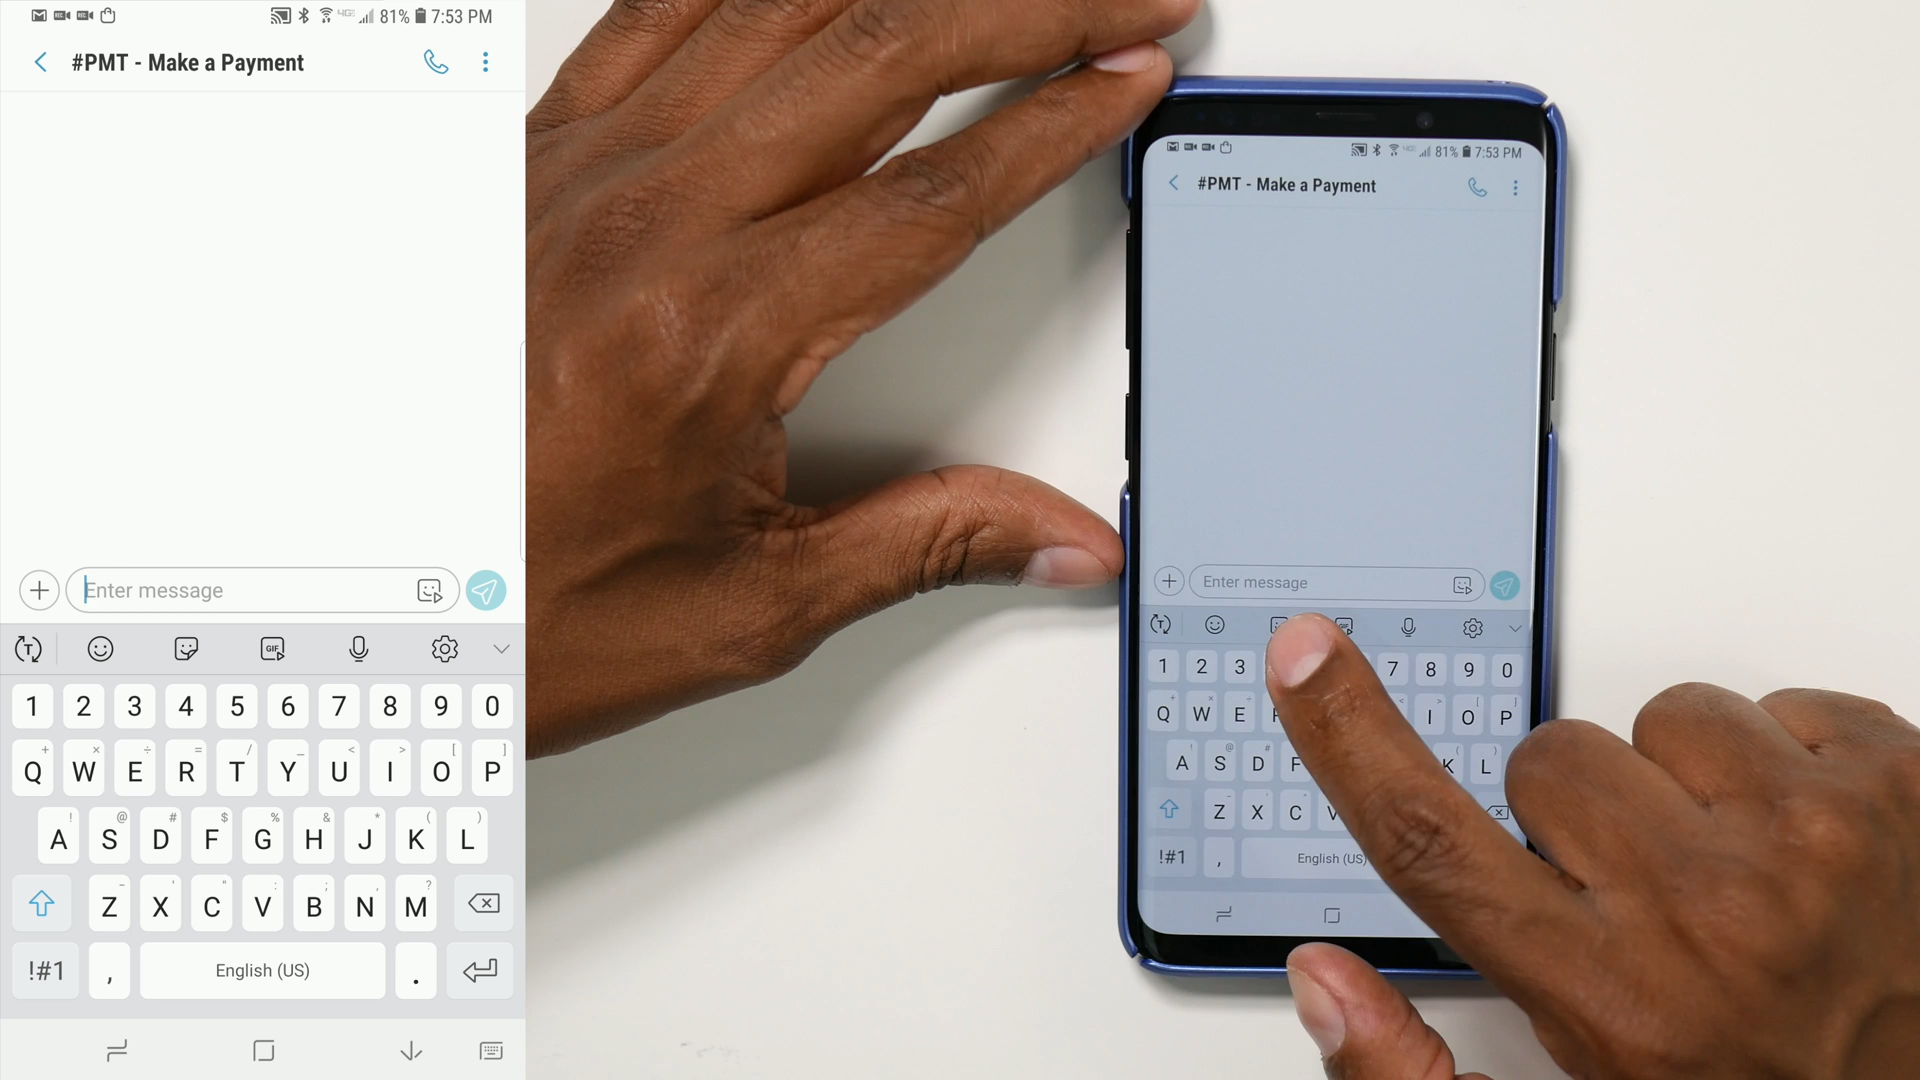 81% 7:53 PM
#PMT - Make a Payment
Enter message
T GIF
1 2 3 4 5 6 7 8 9 0
+ × ÷ = / _ < > [ ]
Q W E R T Y U I O P
! @ # $ % & * ( )
A S D F G H J K L
- ' " : ; , ?
Z X C V B N M
!#1 , English (US) .
81% 7:53 PM
#PMT - Make a Payment
Enter message
T GIF
1 2 3 7 8 9 0
Q W E I O P
A S D F K L
Z X C V
!#1 , English (US)